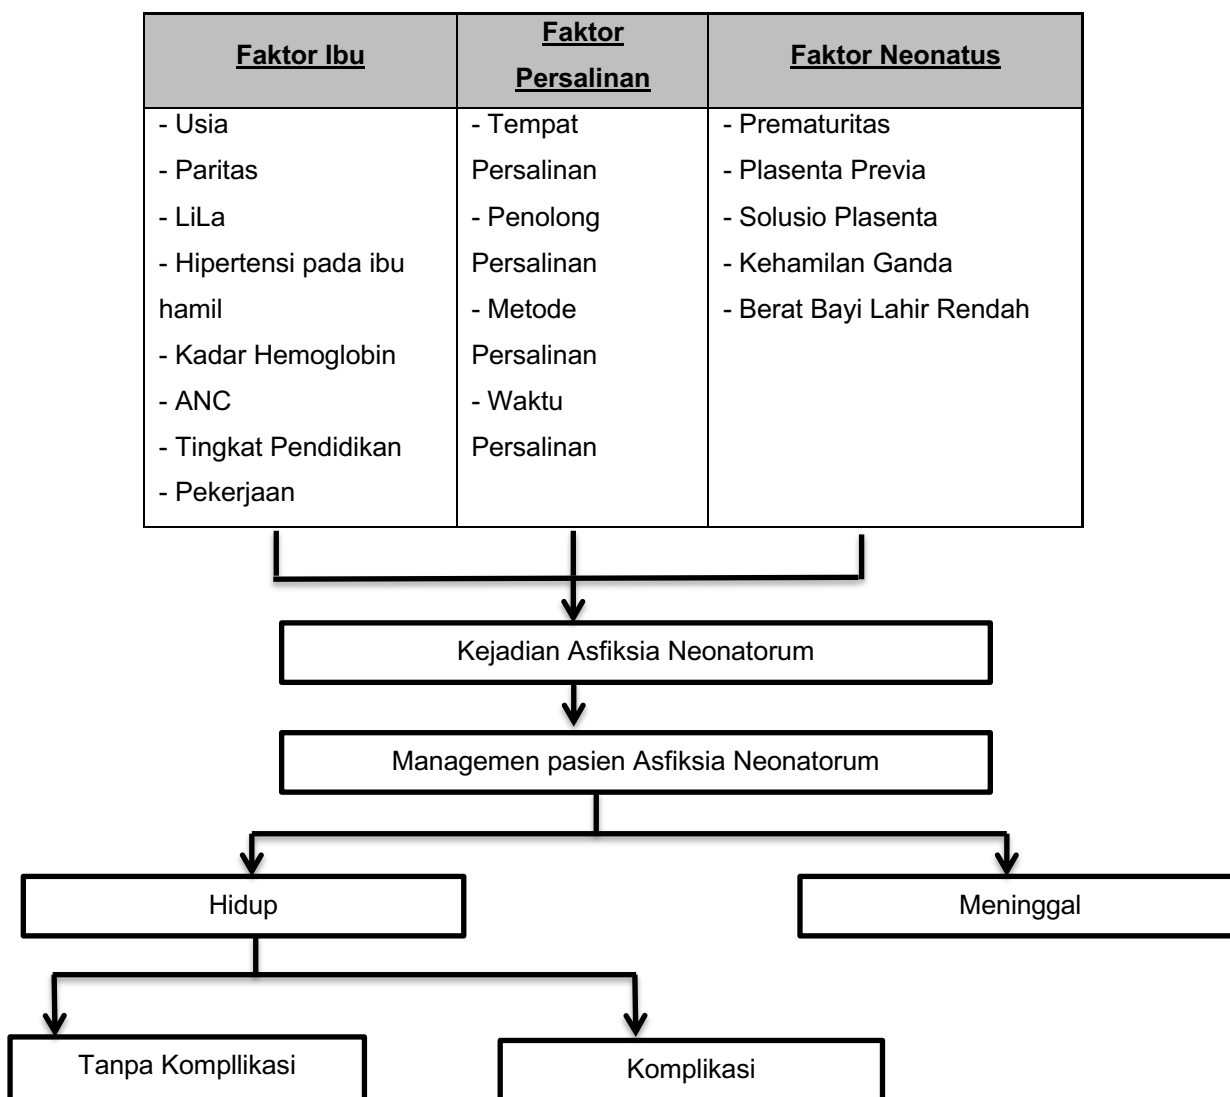 Faktor Ibu
Faktor
Persalinan
Faktor Neonatus
- Usia
- Paritas
- LiLa
- Hipertensi pada ibu
hamil
- Kadar Hemoglobin
- ANC
- Tingkat Pendidikan
- Pekerjaan
- Tempat
Persalinan
- Penolong
Persalinan
- Metode
Persalinan
- Waktu
Persalinan
- Prematuritas
- Plasenta Previa
- Solusio Plasenta
- Kehamilan Ganda
- Berat Bayi Lahir Rendah
Kejadian Asfiksia Neonatorum
Managemen pasien Asfiksia Neonatorum
Hidup
Meninggal
Tanpa Kompllikasi
Komplikasi